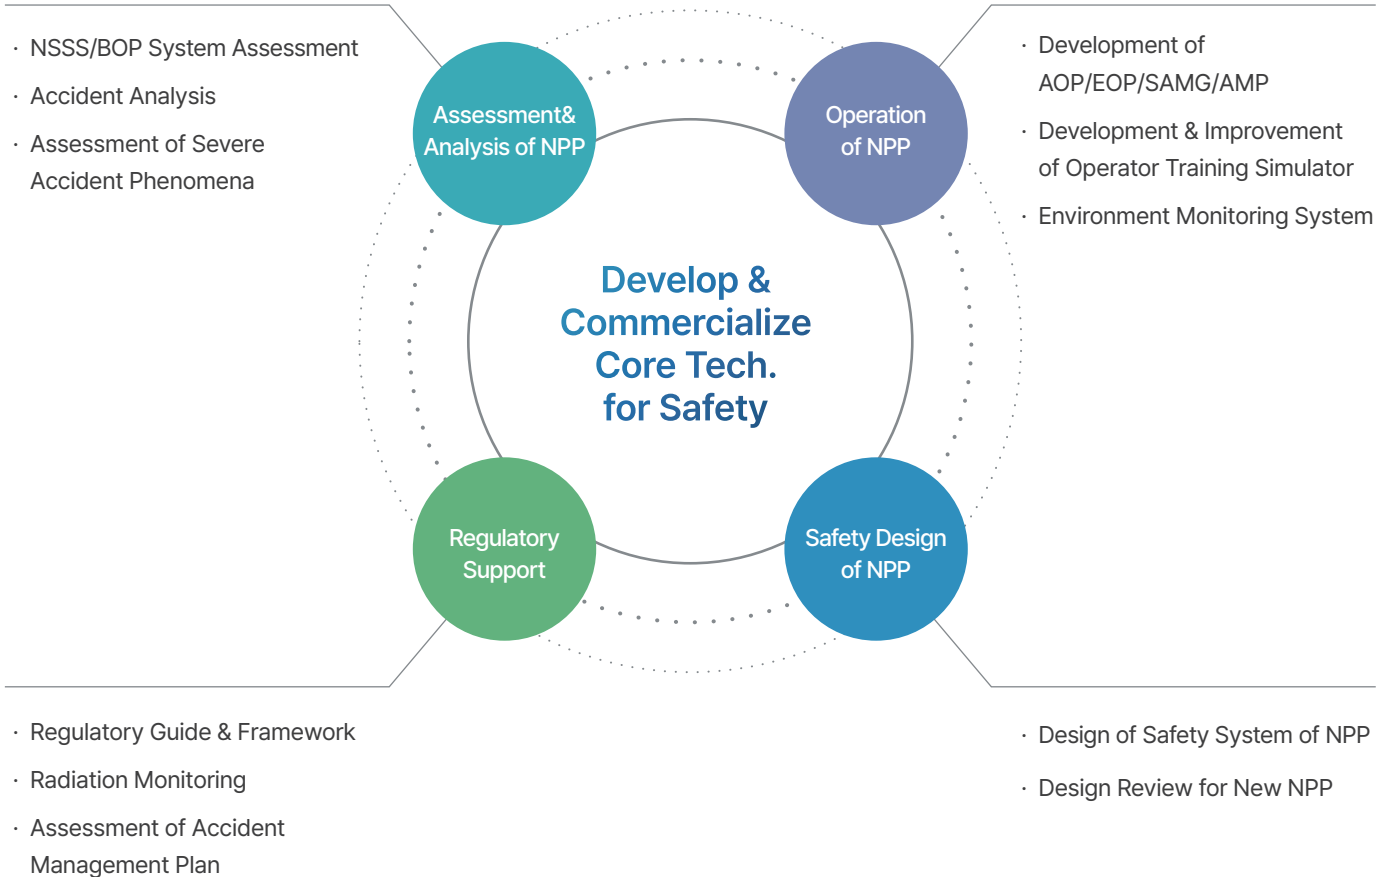 · NSSS/BOP System Assessment
· Accident Analysis
· Assessment of Severe
Accident Phenomena
Assessment&
Analysis of NPP
Operation
of NPP
· Development of
AOP/EOP/SAMG/AMP
· Development & Improvement
of Operator Training Simulator
· Environment Monitoring System
Develop &
Commercialize
Core Tech.
for Safety
Regulatory
Support
Safety Design
of NPP
· Regulatory Guide & Framework
· Radiation Monitoring
· Assessment of Accident
Management Plan
· Design of Safety System of NPP
· Design Review for New NPP